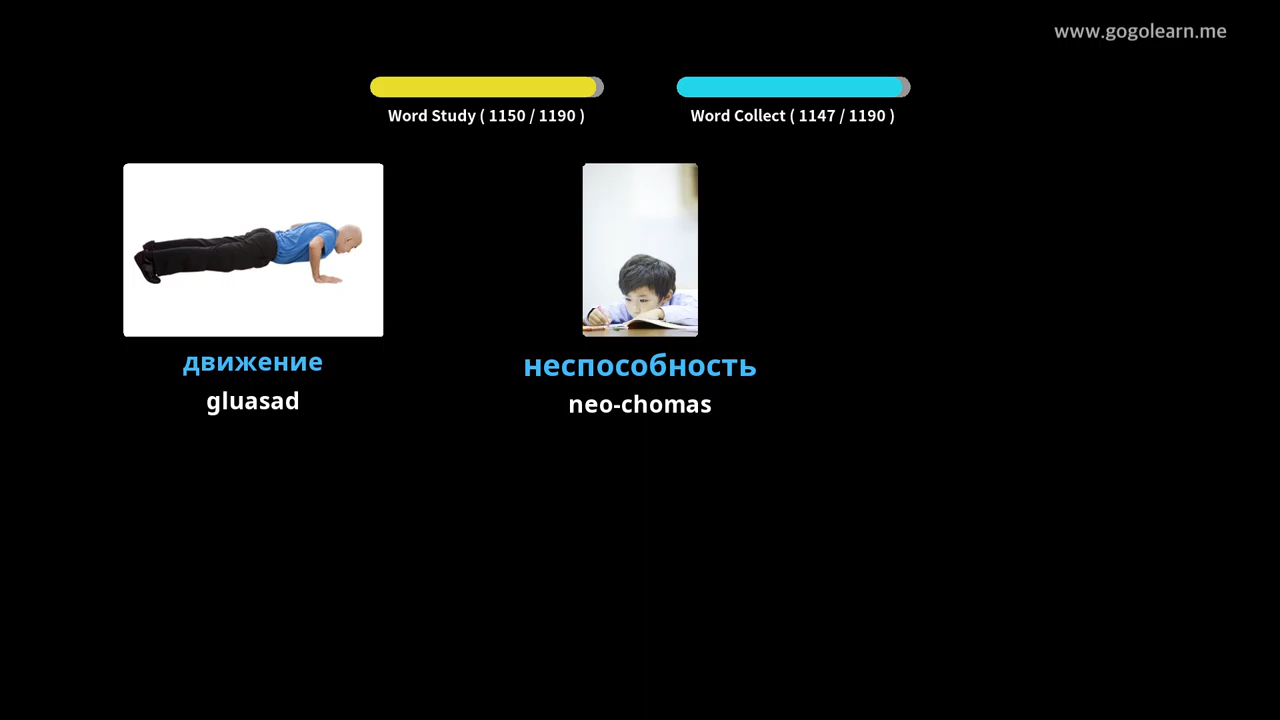 www.gogolearn.me
Word Study ( 1150 / 1190 )
Word Collect ( 1147 / 1190 )
движение
gluasad
неспособность
neo-chomas